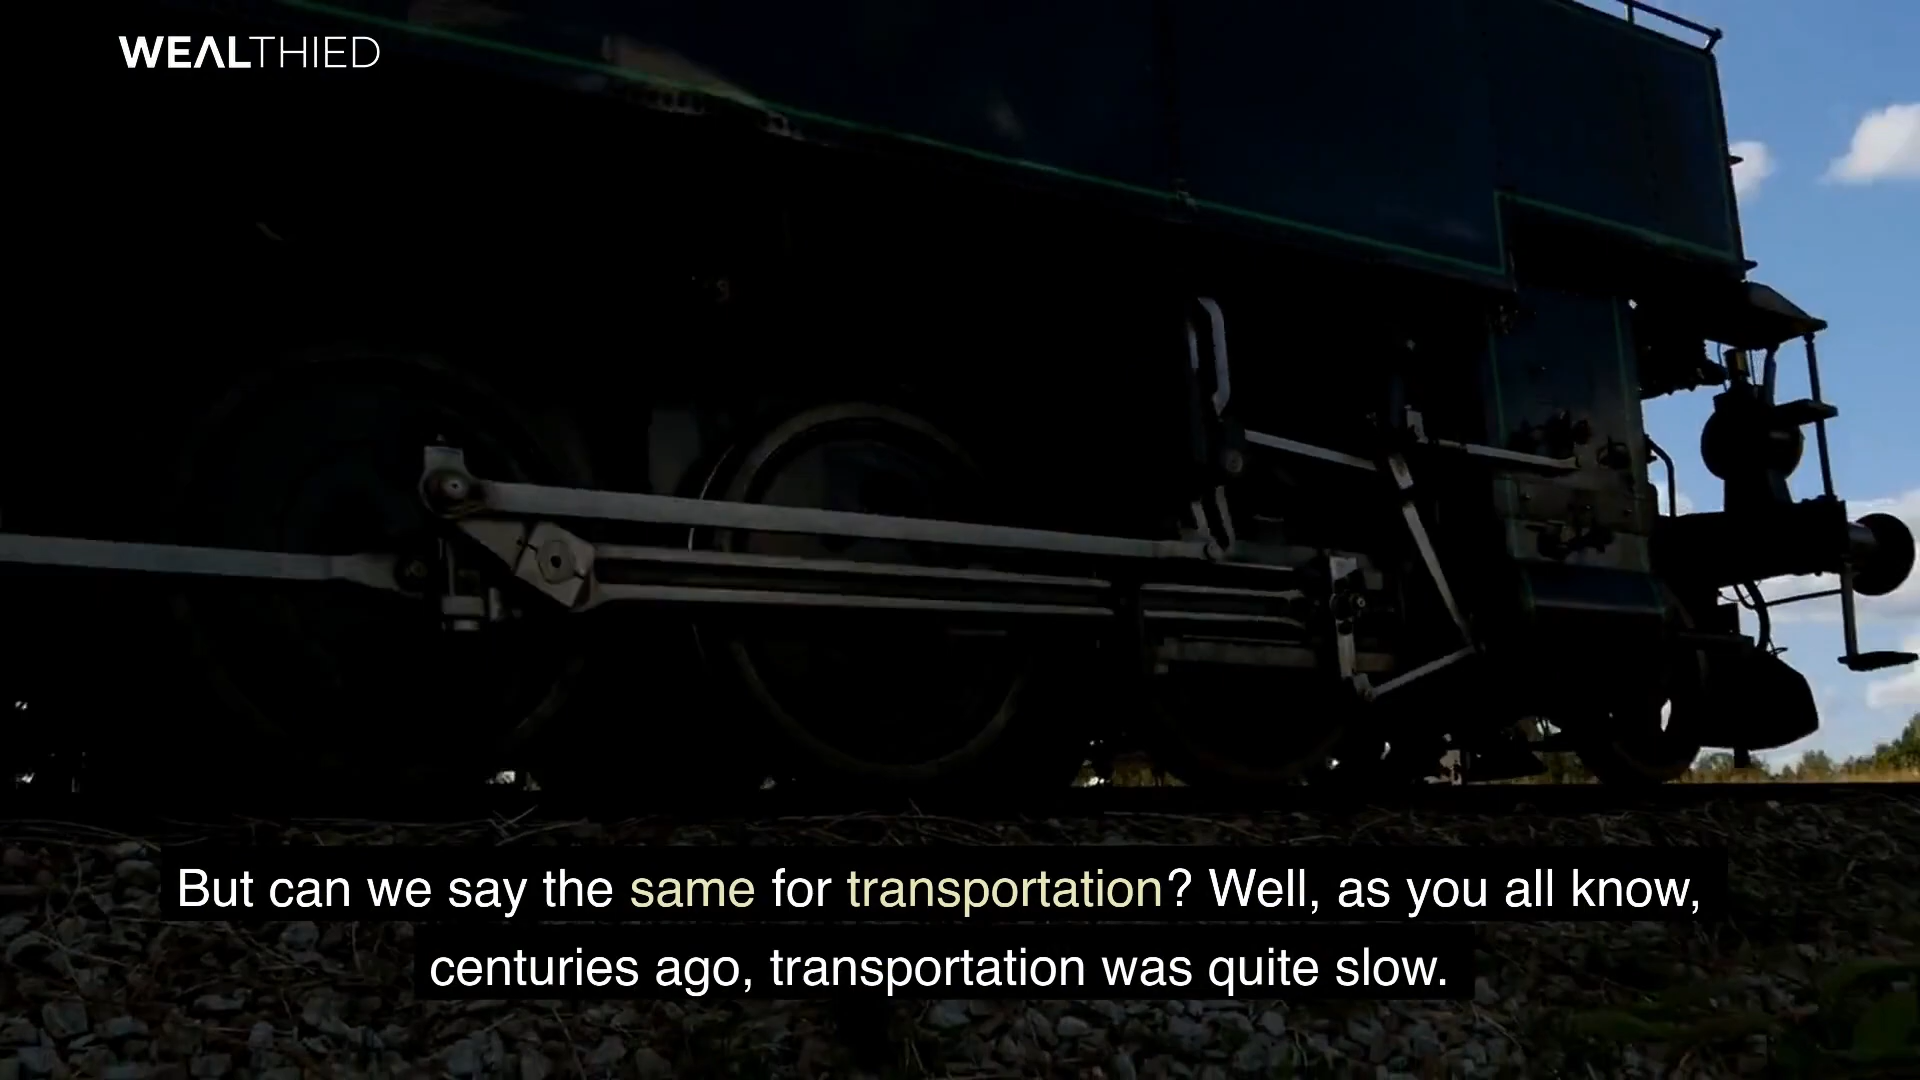 WEALTHIED
But can we say the same for transportation? Well, as you all know,
centuries ago, transportation was quite slow.